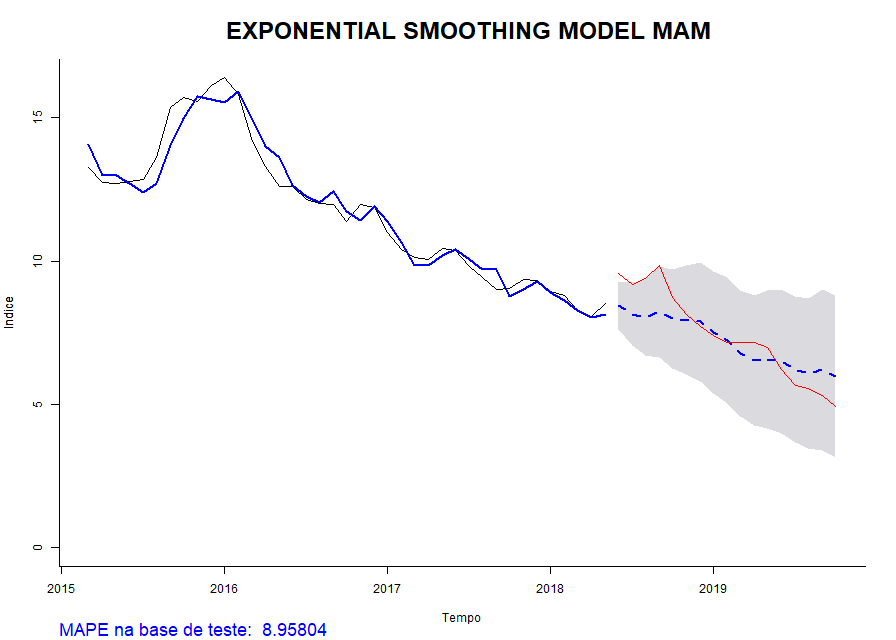 EXPONENTIAL SMOOTHING MODEL MAM
15
10
5
0
Indice
2015 2016 2017 2018 2019
Tempo
MAPE na base de teste: 8.95804